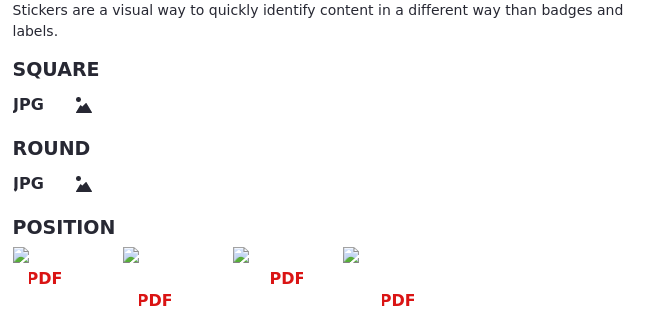 Stickers are a visual way to quickly identify content in a different way than badges and
labels.
SQUARE
JPG
ROUND
JPG
POSITION
PDF PDF
PDF PDF